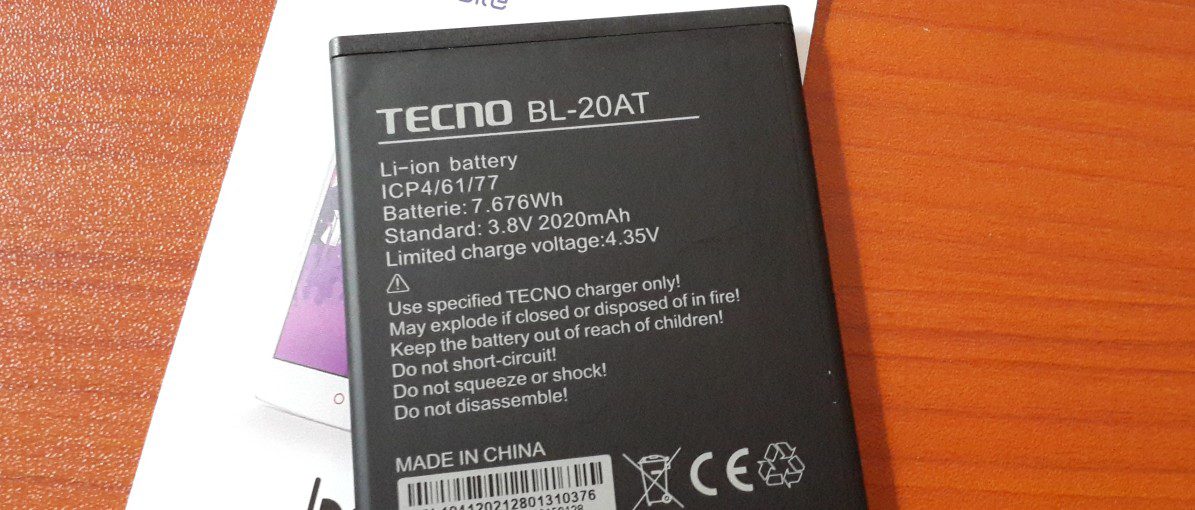 TECNO BL-20AT
Li-ion battery
ICP4/61/77
Batterie: 7.676Wh
Standard: 3.8V 2020mAh
Limited charge voltage:4.35V
Use specified TECNO charger only!
May explode if closed or disposed of in fire!
Keep the battery out of reach of children!
Do not short-circuit!
Do not squeeze or shock!
Do not disassemble!
MADE IN CHINA
CE